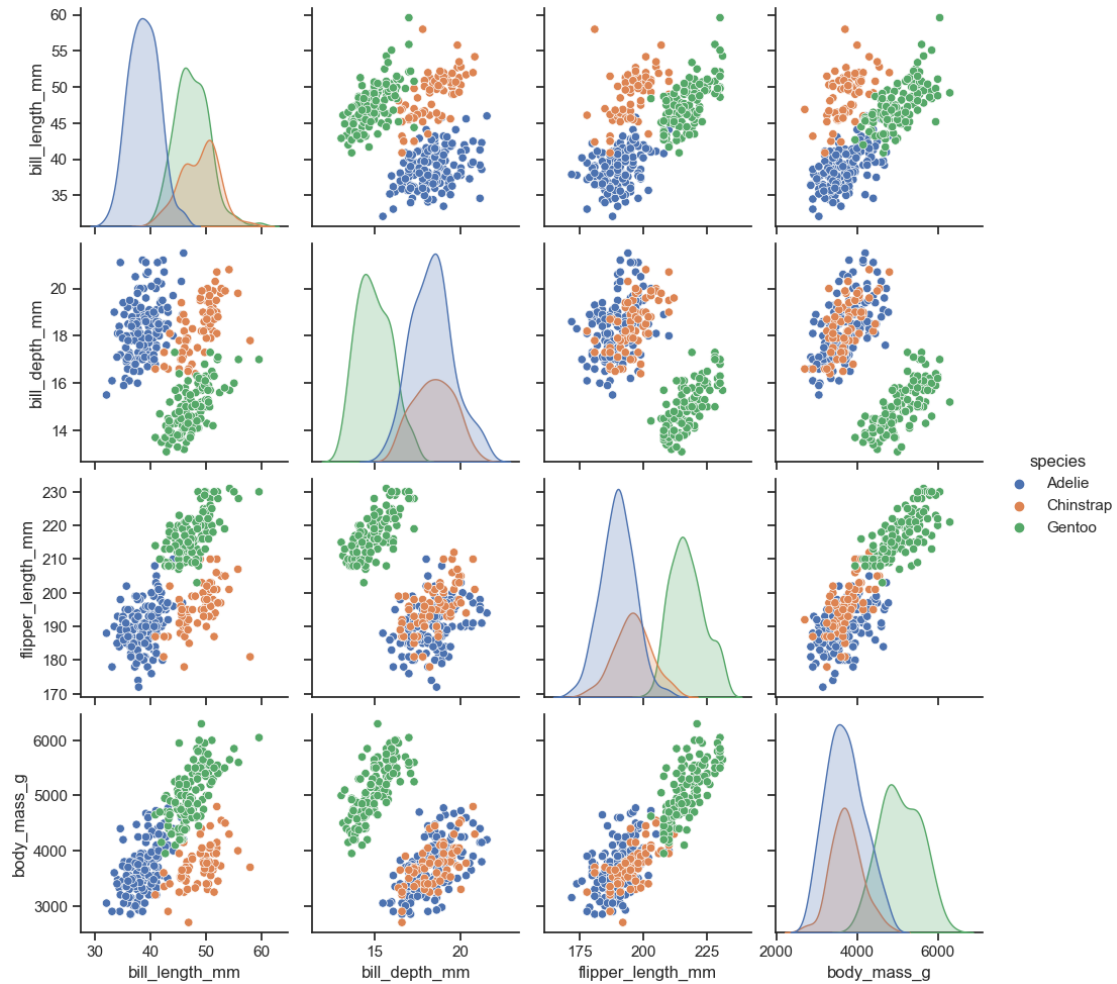 60
55
50
45
40
35
bill_length_mm
20
18
16
14
bill_depth_mm
230
220
210
200
190
180
170
flipper_length_mm
6000
5000
4000
3000
body_mass_g
30 40 50 60
bill_length_mm
15 20
bill_depth_mm
175 200 225
flipper_length_mm
2000 4000 6000
body_mass_g
species
Adelie
Chinstrap
Gentoo